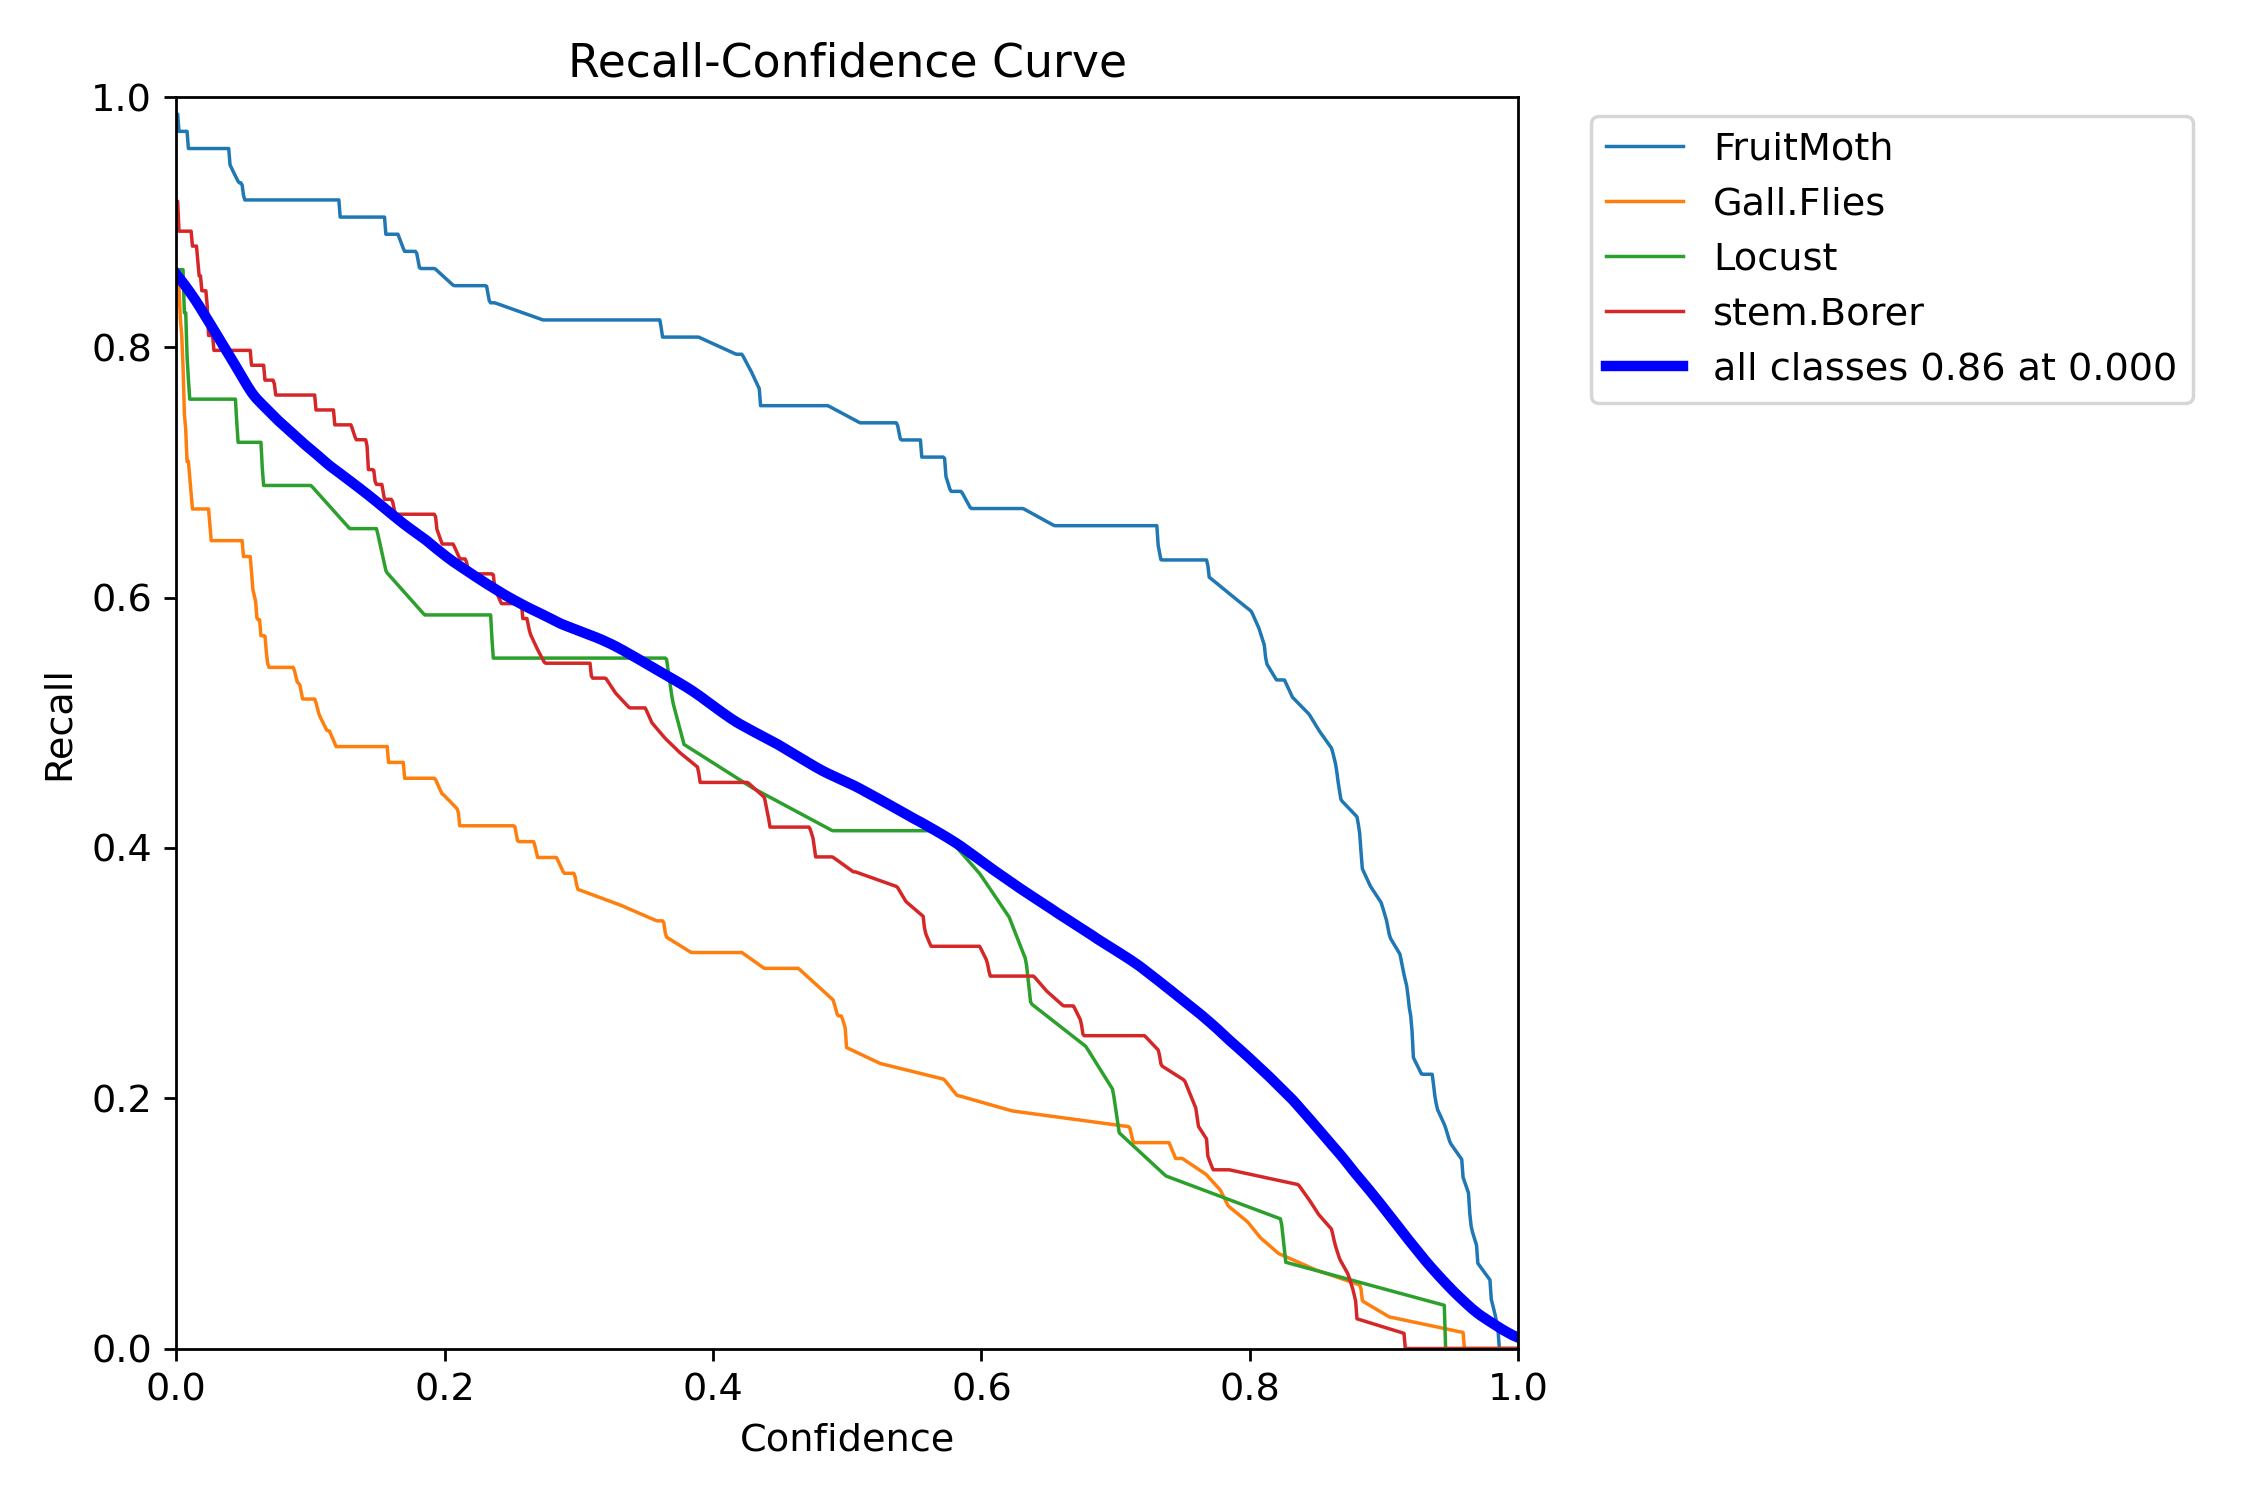 Recall-Confidence Curve
1.0
0.8
0.6
0.4
0.2
0.0
Recall
0.0 0.2 0.4 0.6 0.8 1.0
Confidence
FruitMoth
Gall.Flies
Locust
stem.Borer
all classes 0.86 at 0.000